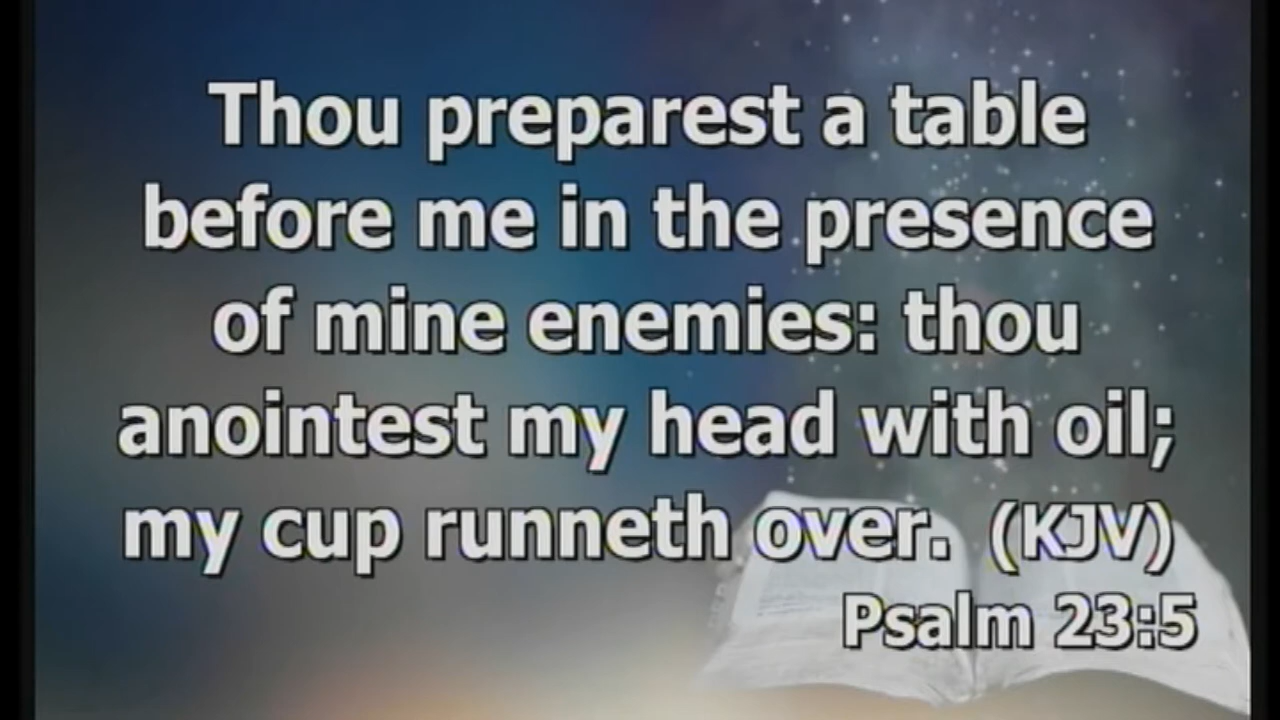 Thou preparest a table
before me in the presence
of mine enemies: thou
anointest my head with oil;
my cup runneth over. (KJV)
Psalm 23:5